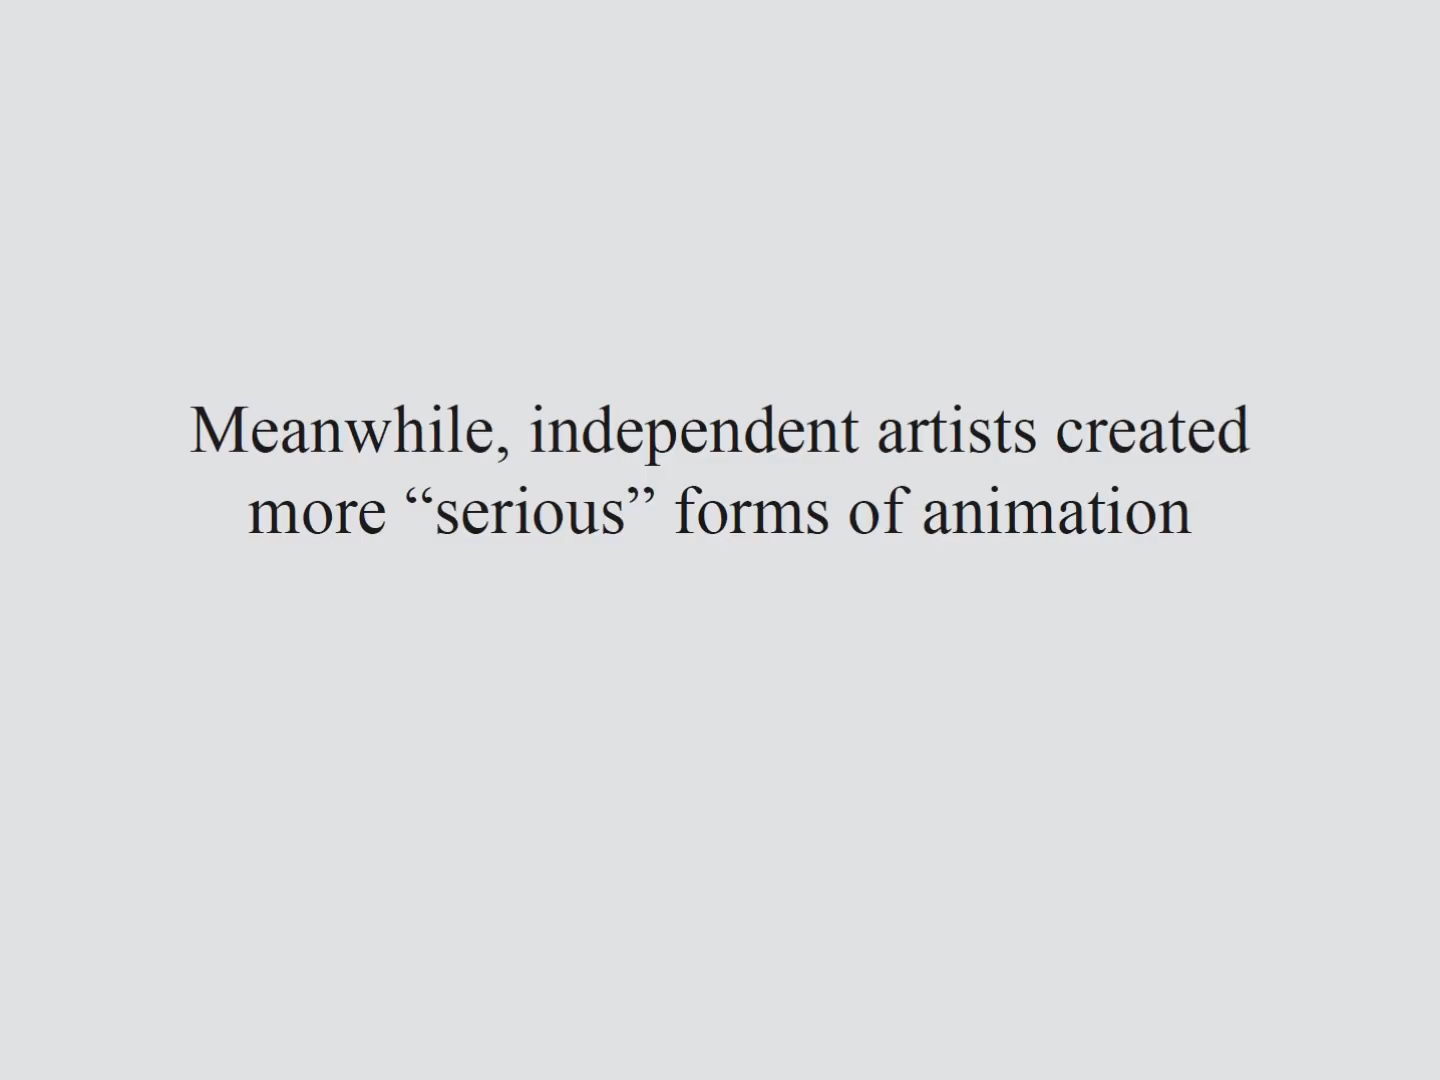 Meanwhile, independent artists created
more “serious” forms of animation